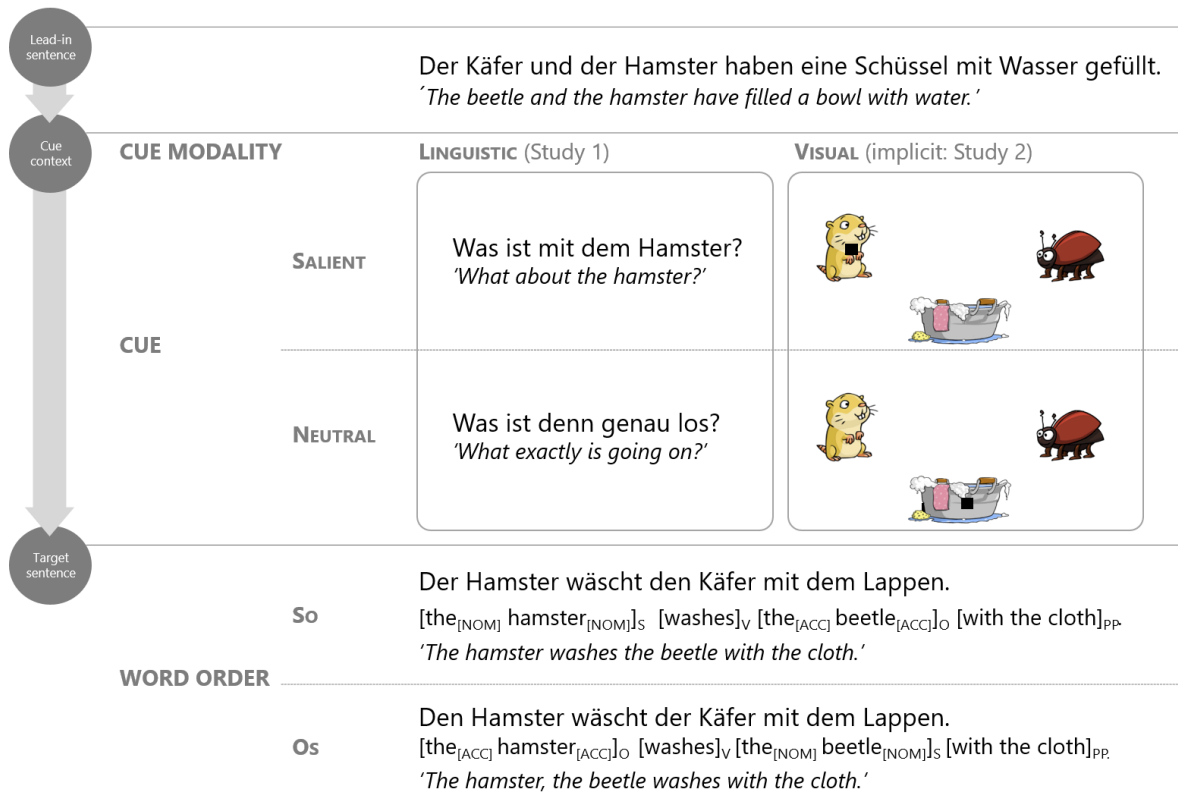 Lead-in
sentence
Der Käfer und der Hamster haben eine Schüssel mit Wasser gefüllt.
´The beetle and the hamster have filled a bowl with water.’
Cue
context
CUE MODALITY
LINGUISTIC (Study 1)
VISUAL (implicit: Study 2)
CUE
SALIENT
Was ist mit dem Hamster?
‘What about the hamster?’
NEUTRAL
Was ist denn genau los?
‘What exactly is going on?’
Target
sentence
WORD ORDER
SO
Der Hamster wäscht den Käfer mit dem Lappen.
[the[NOM] hamster[NOM]]S [washes]V [the[ACC] beetle[ACC]]O [with the cloth]PP.
‘The hamster washes the beetle with the cloth.’
OS
Den Hamster wäscht der Käfer mit dem Lappen.
[the[ACC] hamster[ACC]]O [washes]V [the[NOM] beetle[NOM]]S [with the cloth]PP.
‘The hamster, the beetle washes with the cloth.’